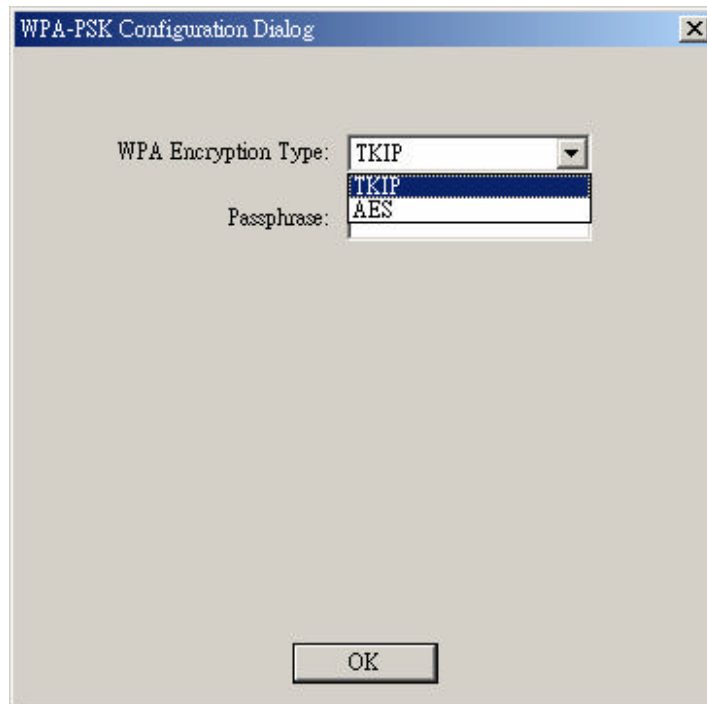 WPA-PSK Configuration Dialog
WPA Encryption Type: TKIP
TKIP
AES
Passphrase:
OK